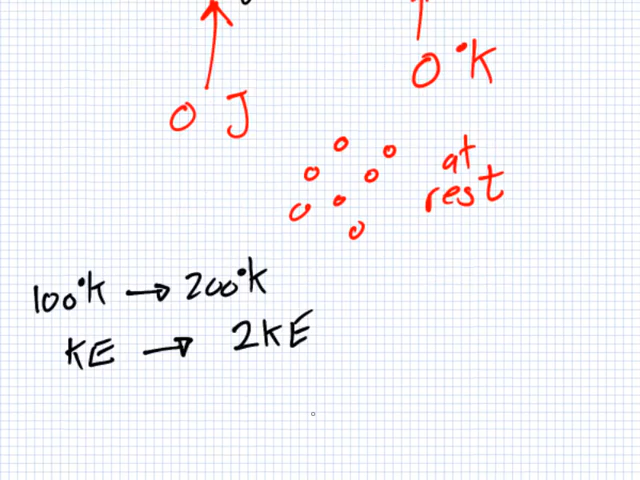 0 J
0 °K
at
rest
100°K → 200°K
KE → 2KE